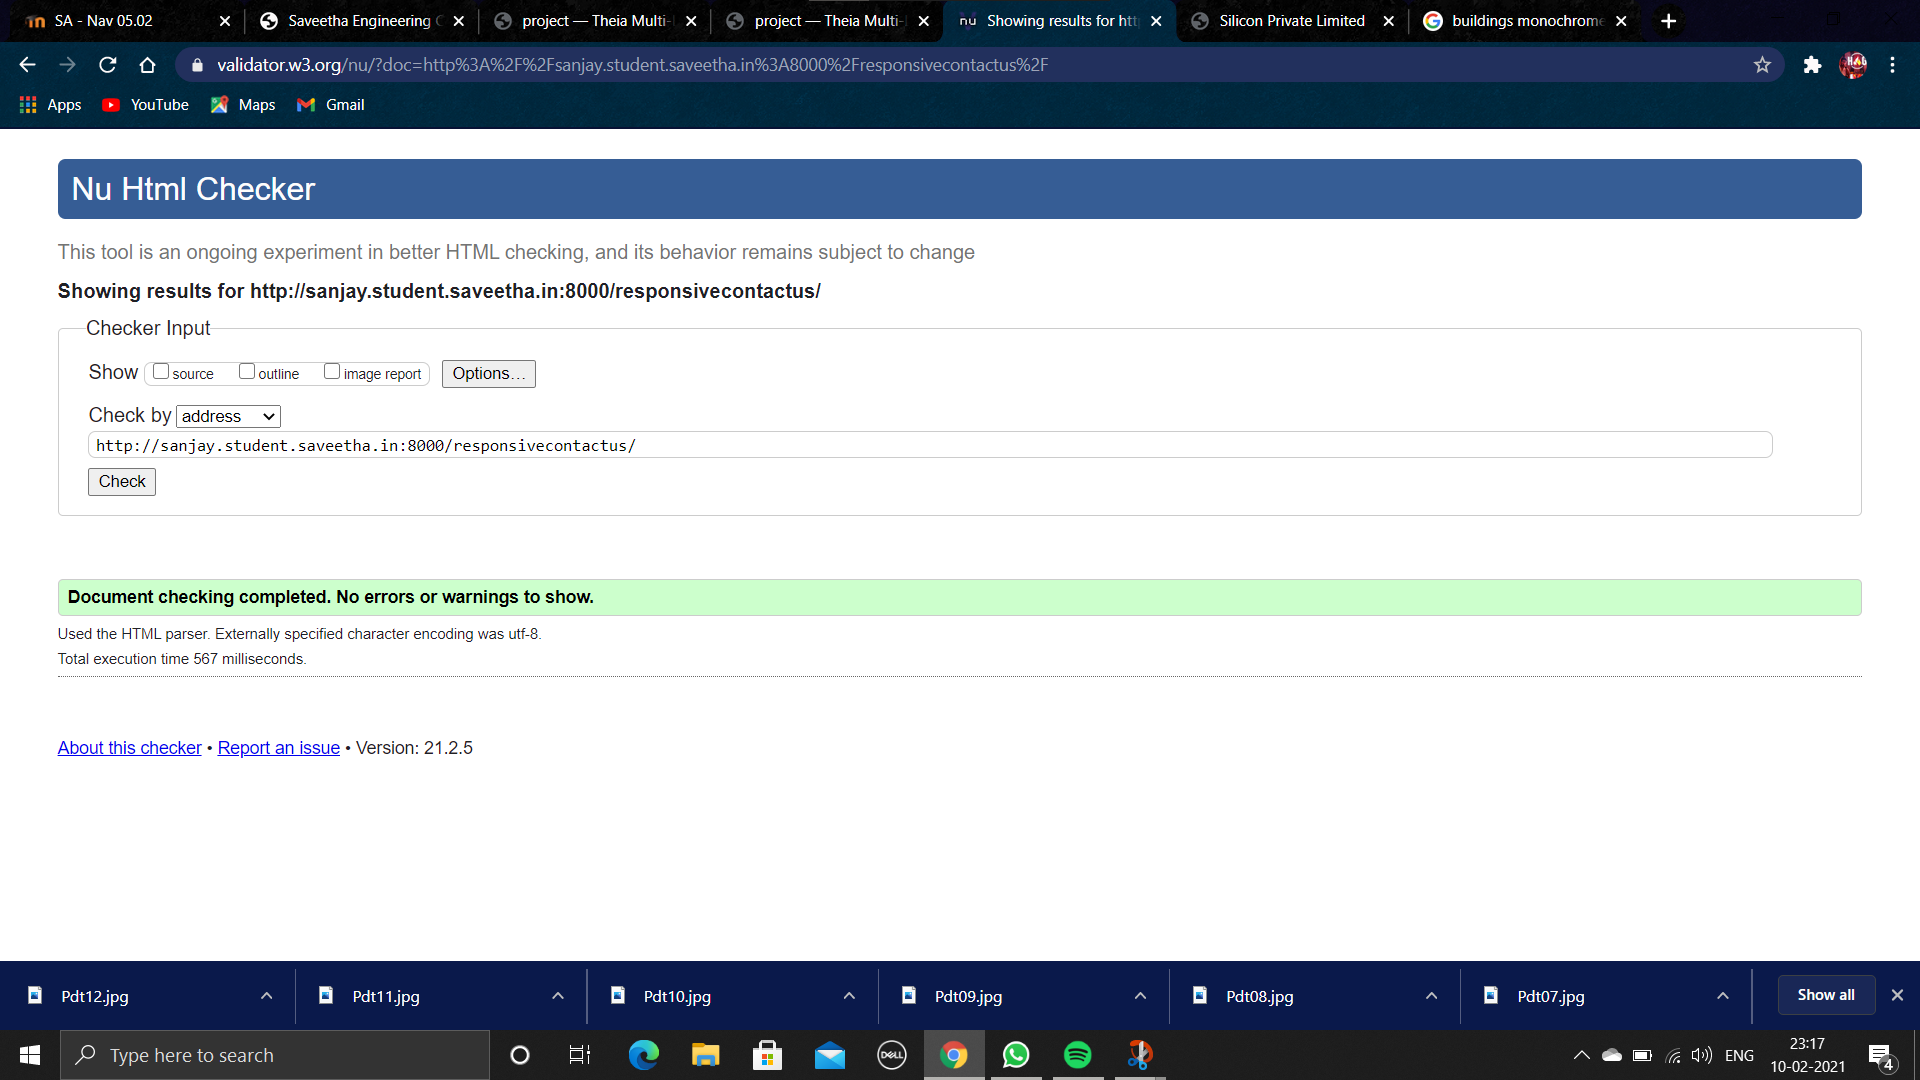 SA - Nav 05.02
Saveetha Engineering C
project — Theia Multi-
project — Theia Multi-
nu Showing results for htt
Silicon Private Limited
buildings monochrome
validator.w3.org/nu/?doc=http%3A%2F%2Fsanjay.student.saveetha.in%3A8000%2Fresponsivecontactus%2F
Apps
YouTube
Maps
Gmail
Nu Html Checker
This tool is an ongoing experiment in better HTML checking, and its behavior remains subject to change
Showing results for http://sanjay.student.saveetha.in:8000/responsivecontactus/
Checker Input
Show source outline image report Options...
Check by address
http://sanjay.student.saveetha.in:8000/responsivecontactus/
Check
Document checking completed. No errors or warnings to show.
Used the HTML parser. Externally specified character encoding was utf-8.
Total execution time 567 milliseconds.
About this checker • Report an issue • Version: 21.2.5
Pdt12.jpg
Pdt11.jpg
Pdt10.jpg
Pdt09.jpg
Pdt08.jpg
Pdt07.jpg
Show all
Type here to search
DELL
ENG
23:17
10-02-2021
4